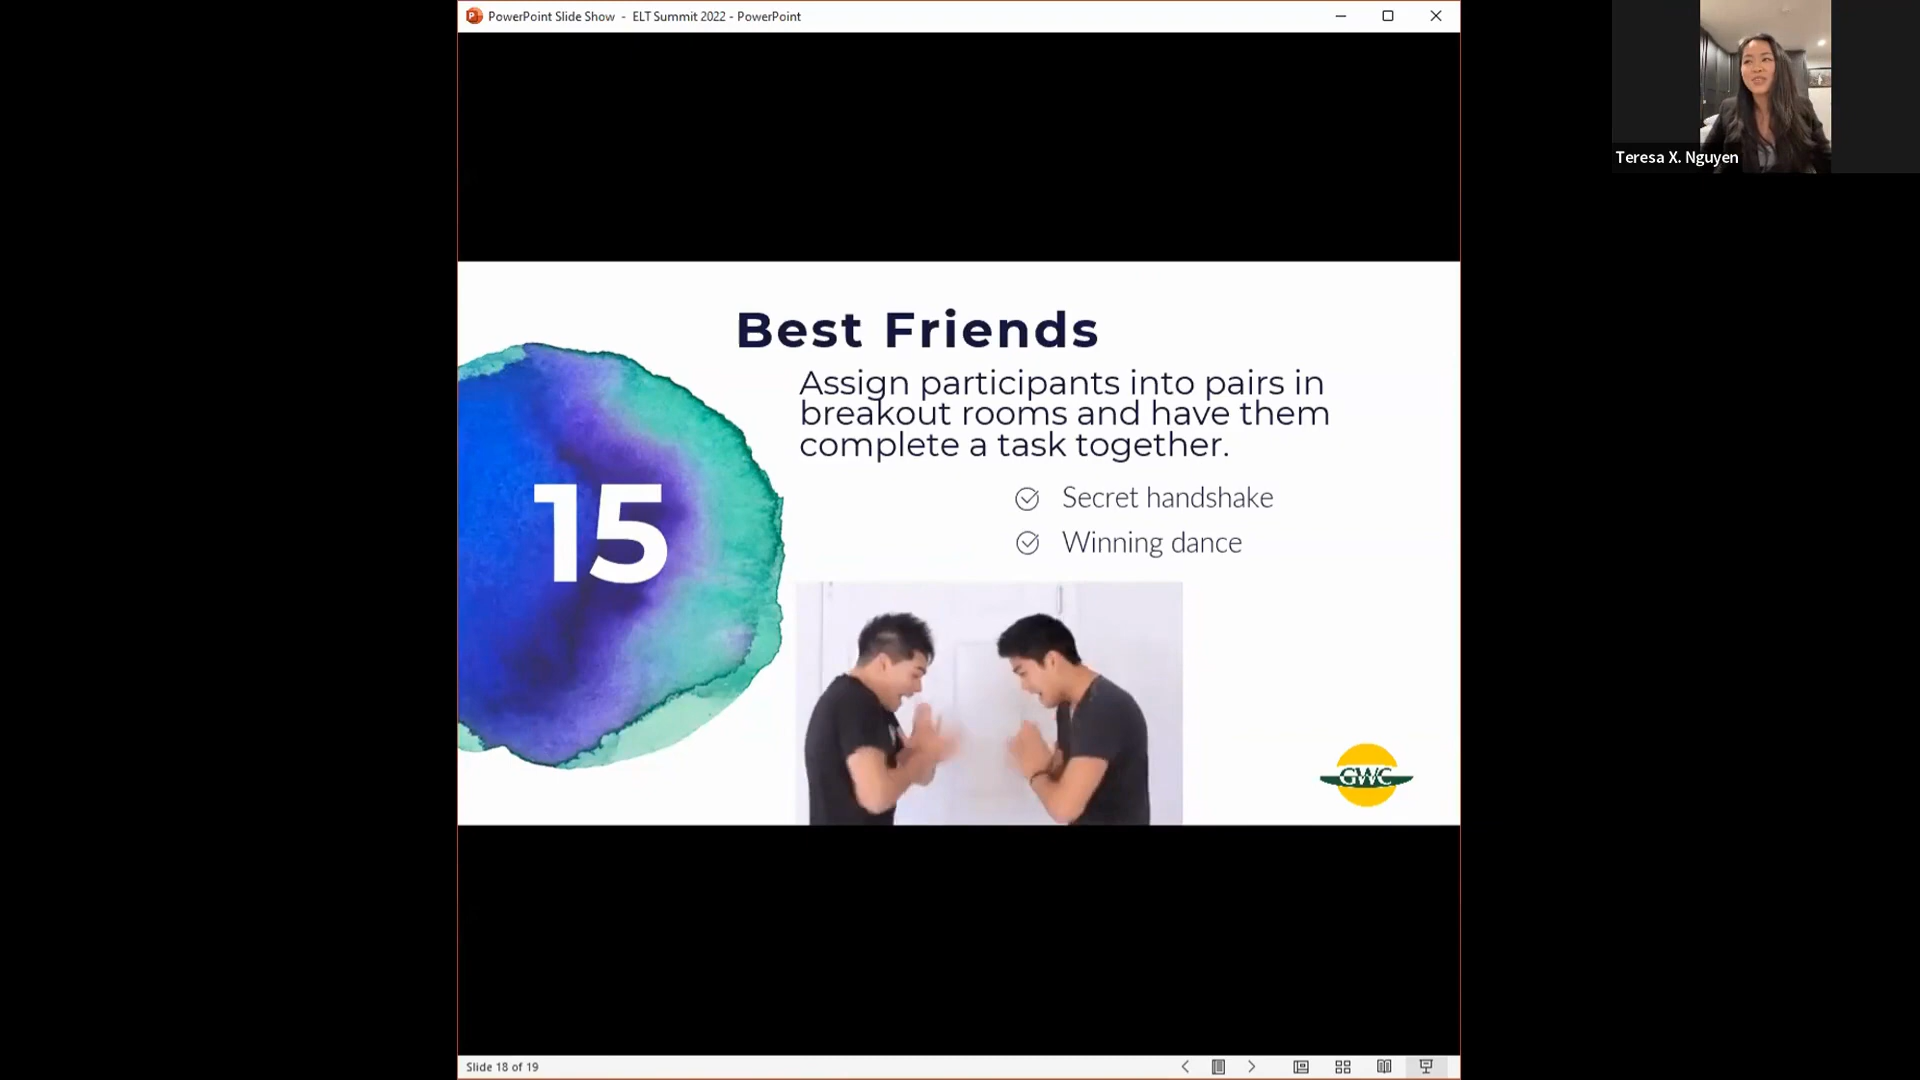 PowerPoint Slide Show - ELT Summit 2022 - PowerPoint
Teresa X. Nguyen
Best Friends
Assign participants into pairs in
breakout rooms and have them
complete a task together.
Secret handshake
Winning dance
15
GWC
Slide 18 of 19